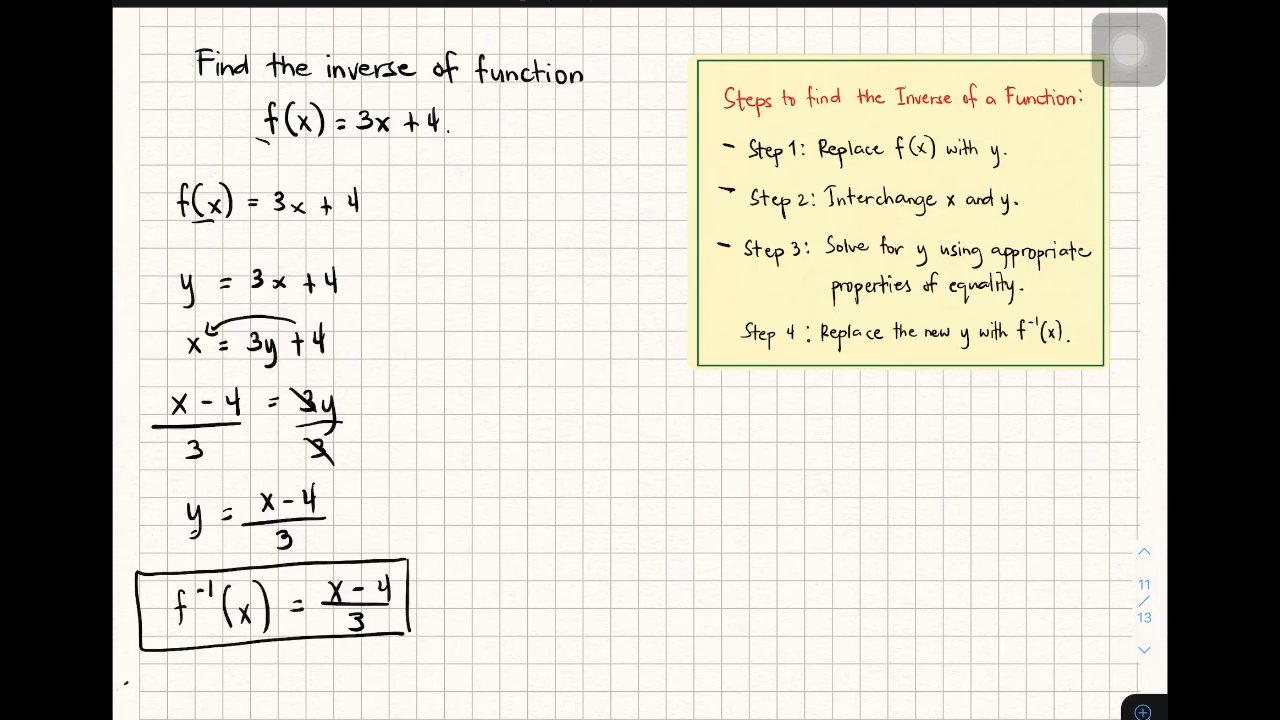 Find the inverse of function
f(x) = 3x + 4.
f(x) = 3x + 4
y = 3x + 4
x = 3y + 4
x - 4 = 3y
3 3
y = x - 4
3
f⁻¹(x) = x - 4
3
Steps to find the Inverse of a Function:
- Step 1: Replace f(x) with y.
- Step 2: Interchange x and y.
- Step 3: Solve for y using appropriate
properties of equality.
Step 4: Replace the new y with f⁻¹(x).
11
/
13